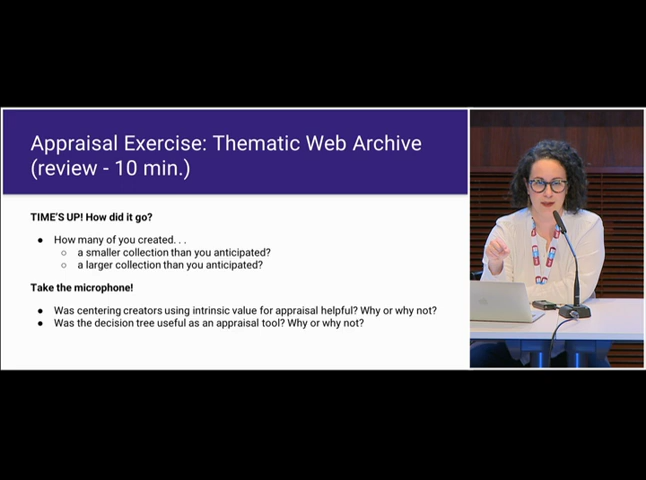 Appraisal Exercise: Thematic Web Archive
(review - 10 min.)
TIME'S UP! How did it go?
● How many of you created. . .
○ a smaller collection than you anticipated?
○ a larger collection than you anticipated?
Take the microphone!
● Was centering creators using intrinsic value for appraisal helpful? Why or why not?
● Was the decision tree useful as an appraisal tool? Why or why not?